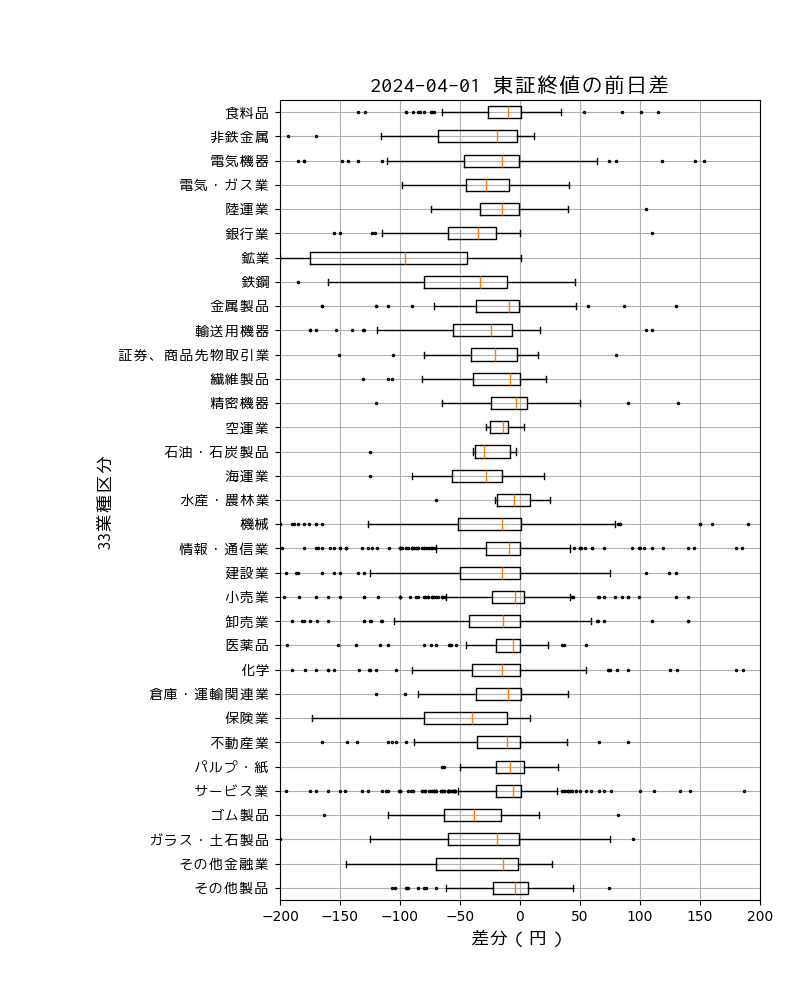 2024-04-01 東証終値の前日差
食料品
非鉄金属
電気機器
電気・ガス業
陸運業
銀行業
鉱業
鉄鋼
金属製品
輸送用機器
証券、商品先物取引業
繊維製品
精密機器
空運業
石油・石炭製品
海運業
水産・農林業
機械
情報・通信業
建設業
小売業
卸売業
医薬品
化学
倉庫・運輸関連業
保険業
不動産業
パルプ・紙
サービス業
ゴム製品
ガラス・土石製品
その他金融業
その他製品
33業種区分
−200 −150 −100 −50 0 50 100 150 200
差分(円)